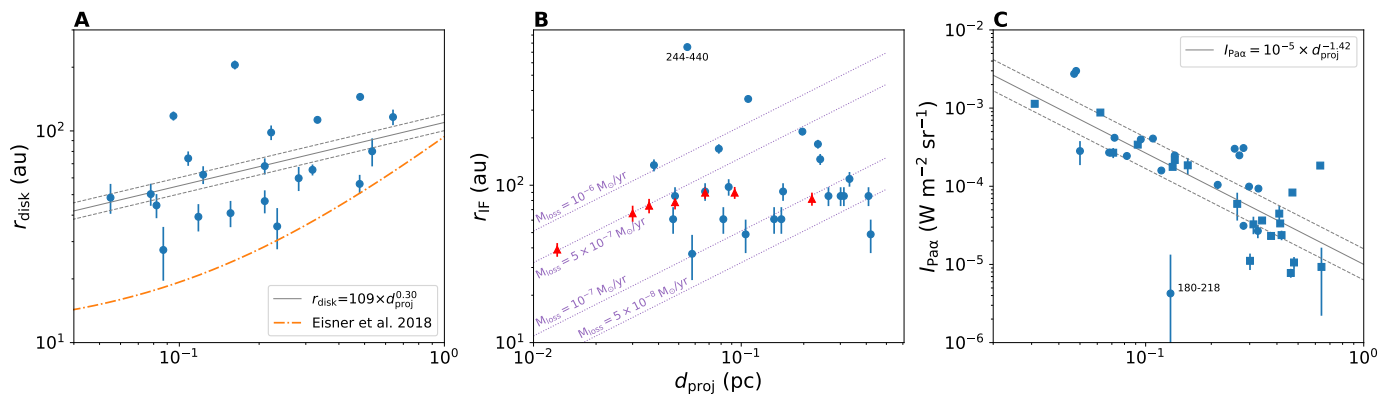 A
B
C
r_disk (au)
10^2
10^1
10^-1
10^0
r_disk=109×d_proj^0.30
Eisner et al. 2018
r_IF (au)
10^2
10^1
10^-2
10^-1
d_proj (pc)
244-440
M_loss = 10^-6 M_⊙/yr
M_loss = 5 × 10^-7 M_⊙/yr
M_loss = 10^-7 M_⊙/yr
M_loss = 5 × 10^-8 M_⊙/yr
I_Paα (W m^-2 sr^-1)
10^-2
10^-3
10^-4
10^-5
10^-6
10^-1
10^0
I_Paα = 10^-5 × d_proj^-1.42
180-218